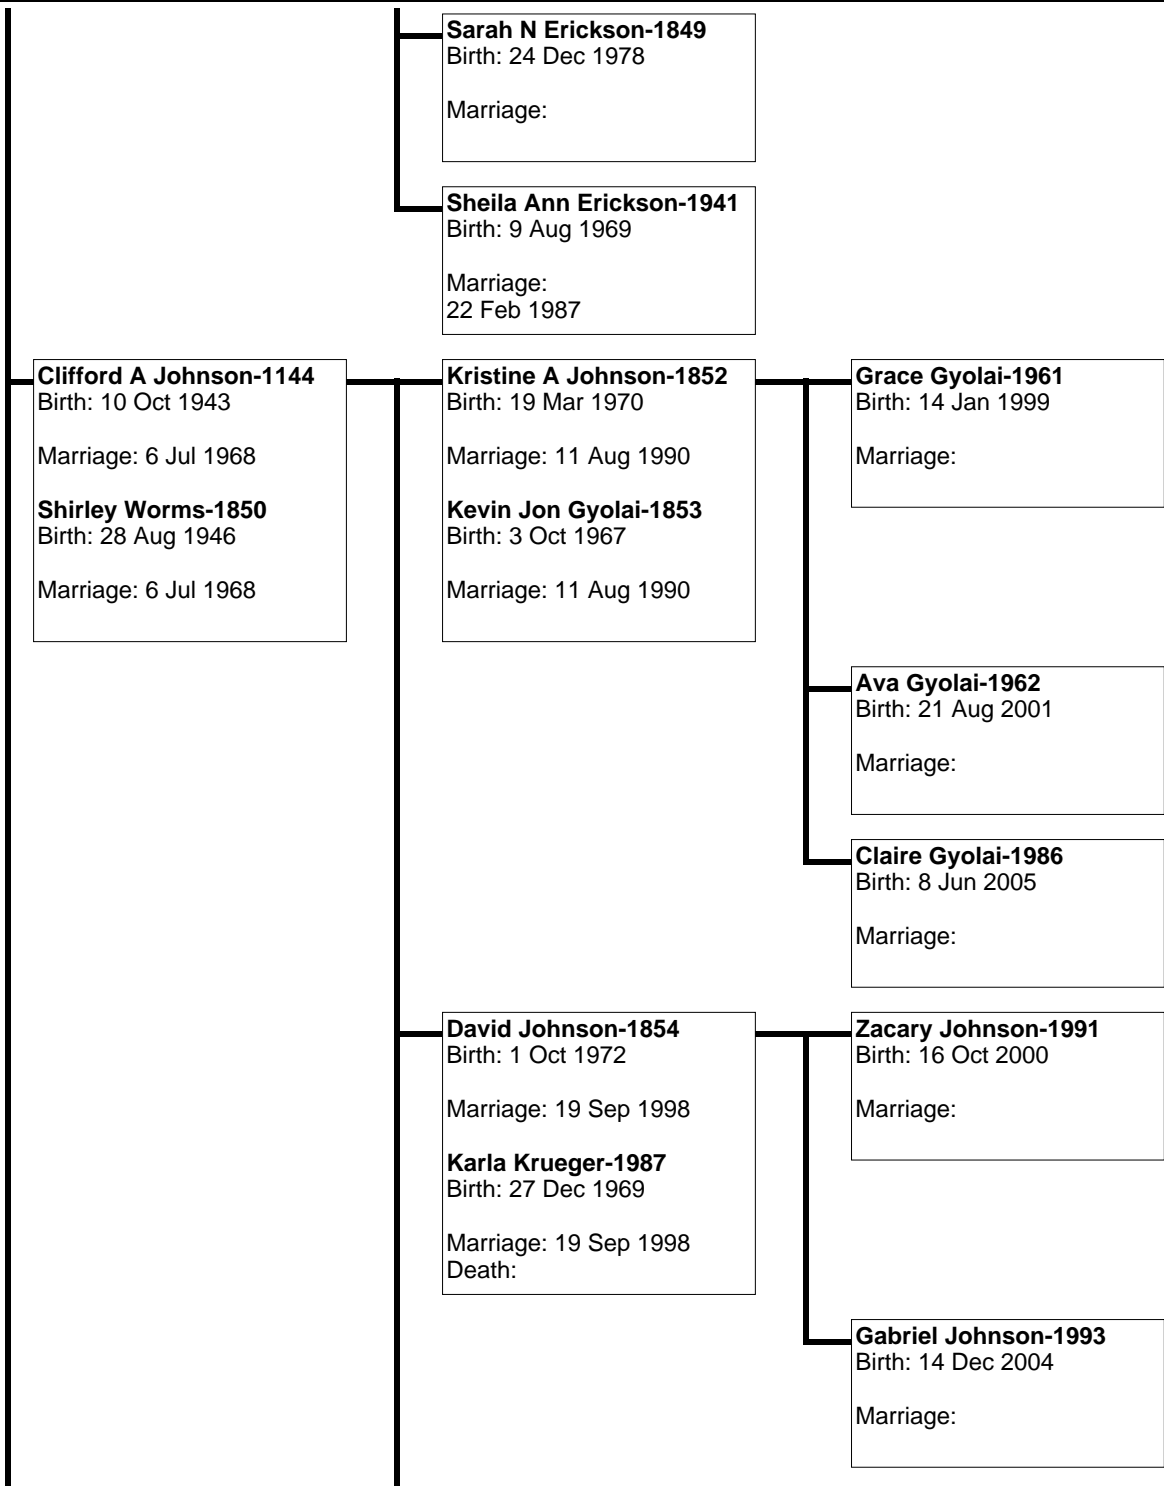 Sarah N Erickson-1849
Birth: 24 Dec 1978
Marriage:
Sheila Ann Erickson-1941
Birth: 9 Aug 1969
Marriage:
22 Feb 1987
Clifford A Johnson-1144
Birth: 10 Oct 1943
Marriage: 6 Jul 1968
Shirley Worms-1850
Birth: 28 Aug 1946
Marriage: 6 Jul 1968
Kristine A Johnson-1852
Birth: 19 Mar 1970
Marriage: 11 Aug 1990
Kevin Jon Gyolai-1853
Birth: 3 Oct 1967
Marriage: 11 Aug 1990
Grace Gyolai-1961
Birth: 14 Jan 1999
Marriage:
Ava Gyolai-1962
Birth: 21 Aug 2001
Marriage:
Claire Gyolai-1986
Birth: 8 Jun 2005
Marriage:
David Johnson-1854
Birth: 1 Oct 1972
Marriage: 19 Sep 1998
Karla Krueger-1987
Birth: 27 Dec 1969
Marriage: 19 Sep 1998
Death:
Zacary Johnson-1991
Birth: 16 Oct 2000
Marriage:
Gabriel Johnson-1993
Birth: 14 Dec 2004
Marriage: